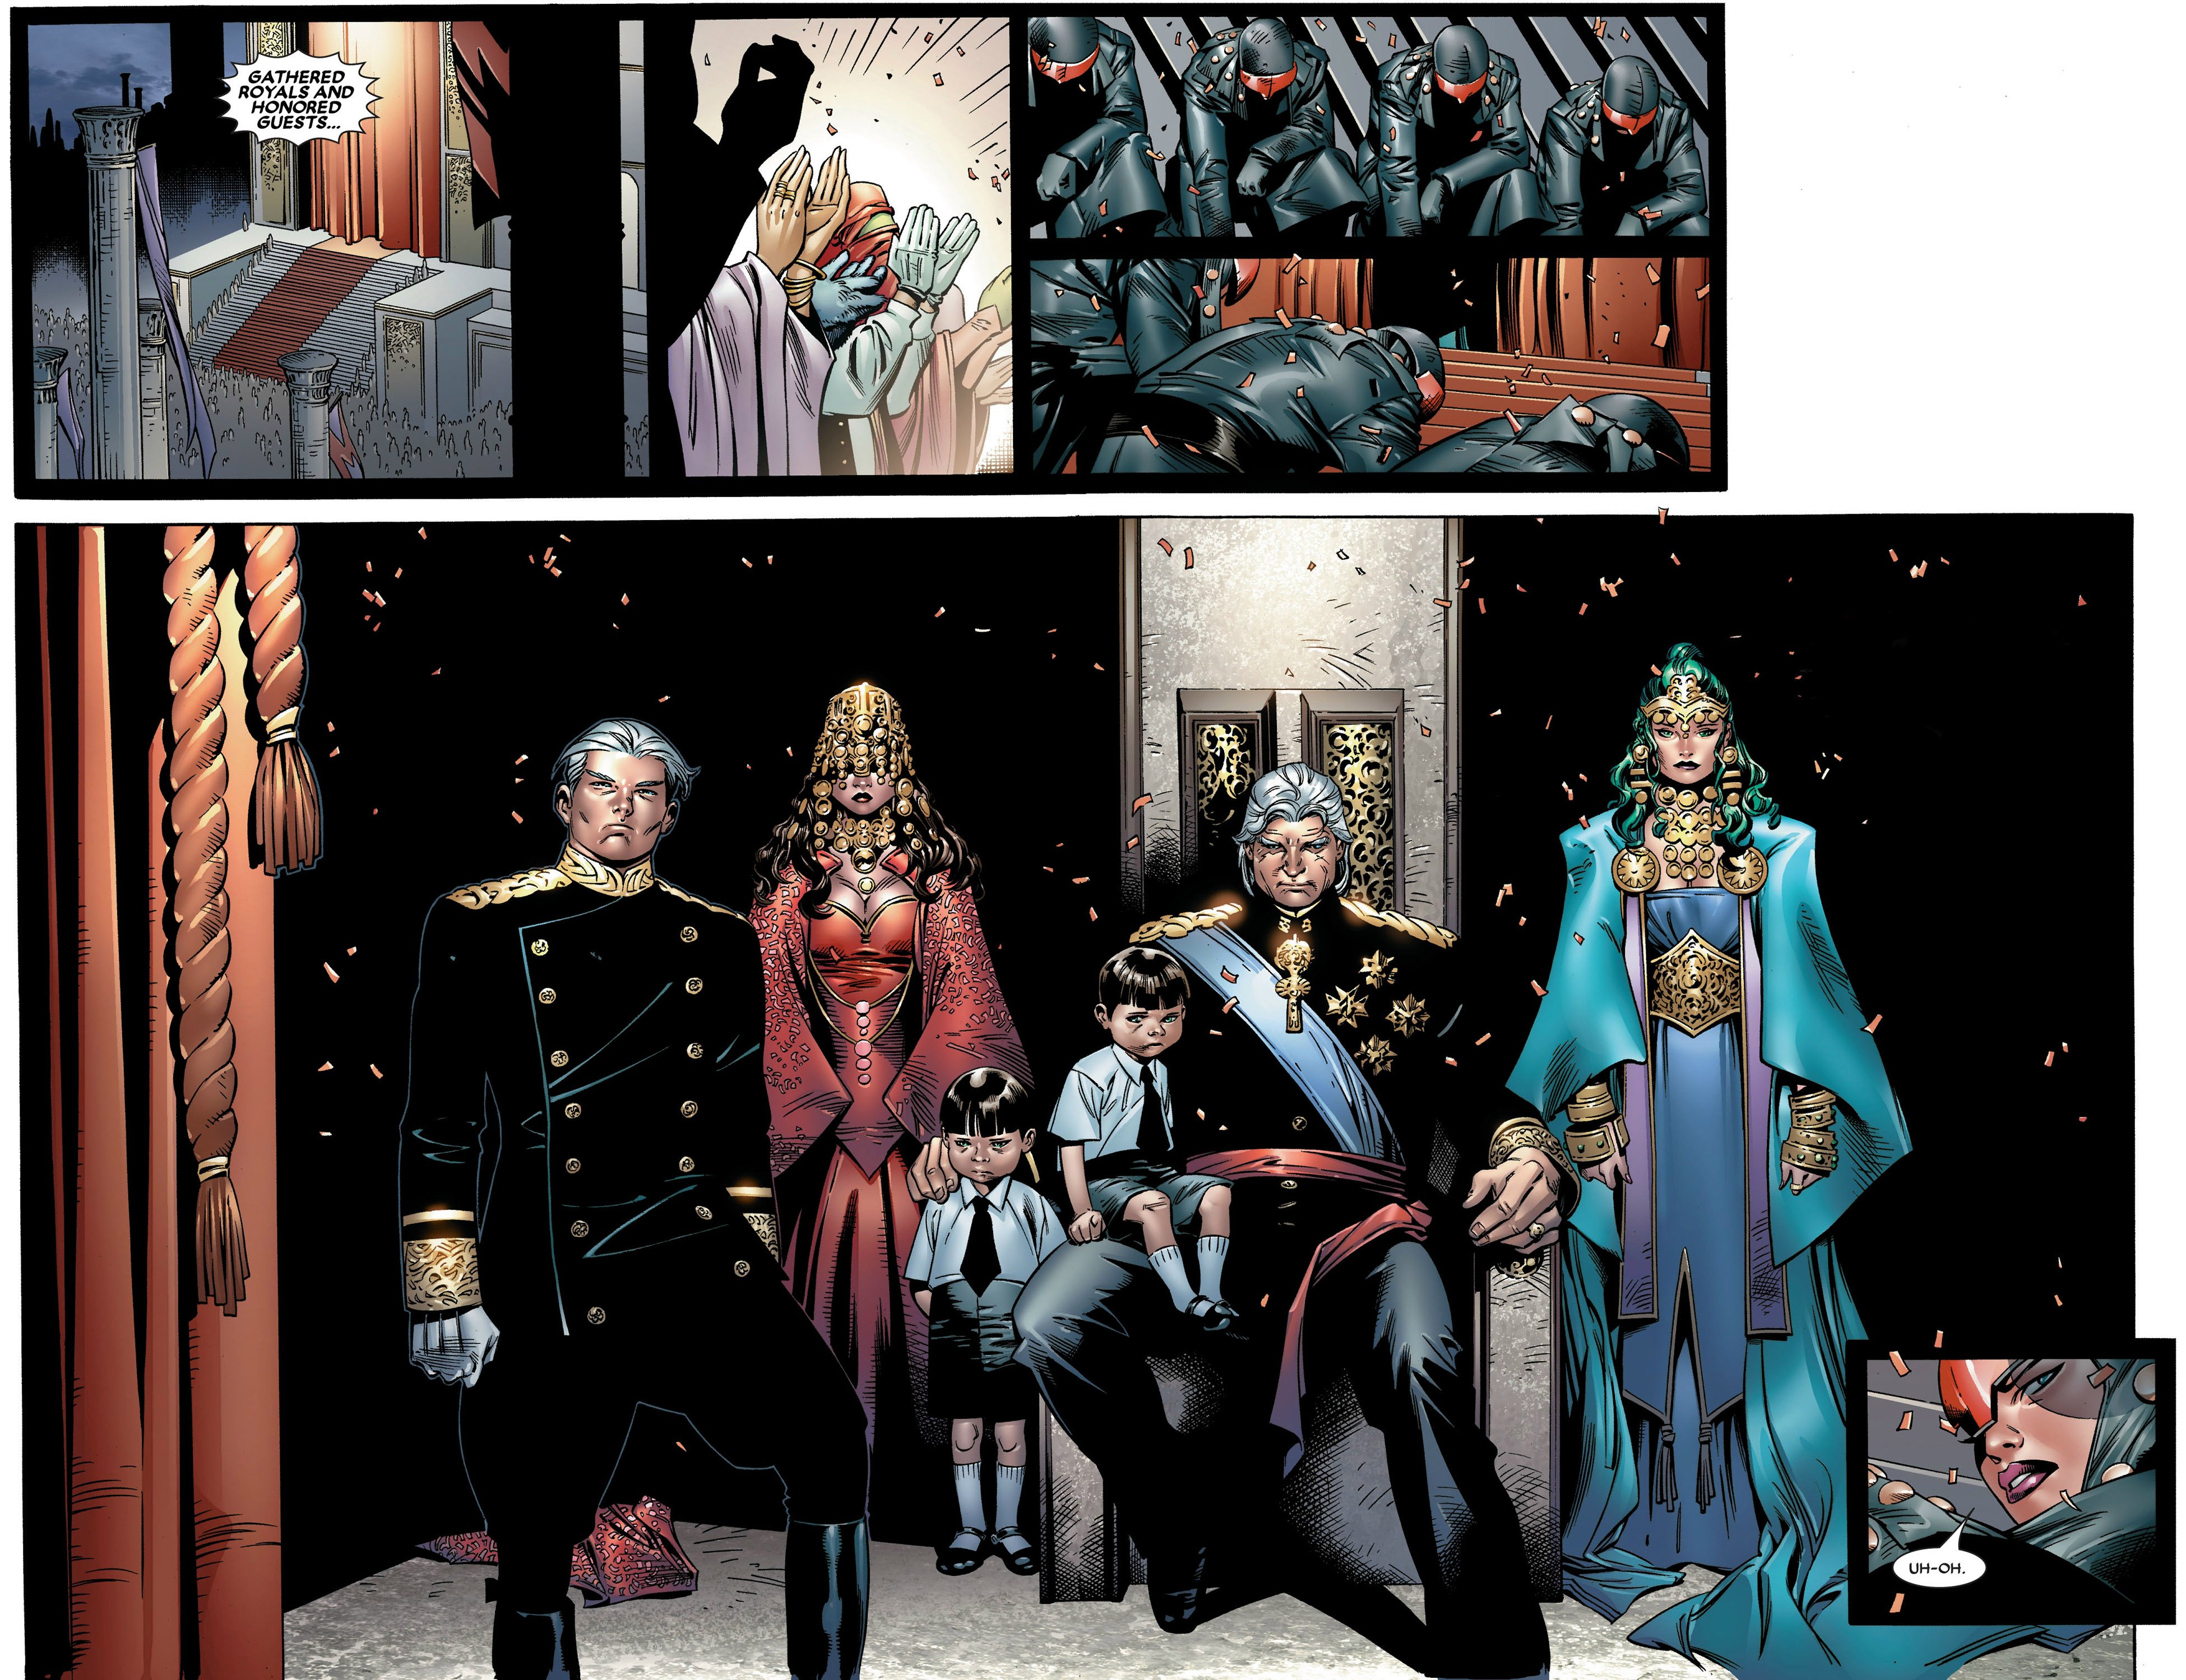 GATHERED
ROYALS AND
HONORED
GUESTS...
UH-OH.